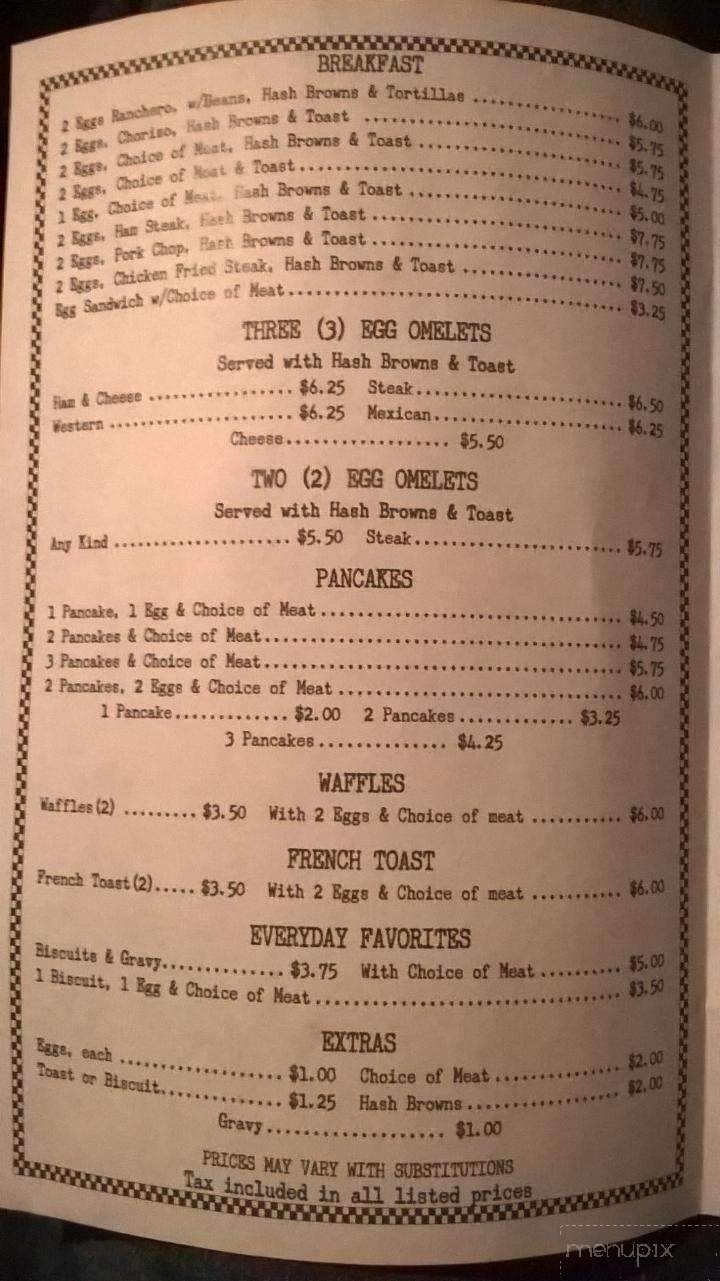 BREAKFAST
2 Eggs Ranchero, w/Beans, Hash Browns & Tortillas .................... $6.00
2 Eggs, Chorizo, Hash Browns & Toast .................... $5.75
2 Eggs, Choice of Meat, Hash Browns & Toast .................... $5.75
2 Eggs, Choice of Meat & Toast .................... $4.75
1 Egg, Choice of Meat, Hash Browns & Toast .................... $5.00
2 Eggs, Ham Steak, Hash Browns & Toast .................... $7.75
2 Eggs, Pork Chop, Hash Browns & Toast .................... $7.75
2 Eggs, Chicken Fried Steak, Hash Browns & Toast .................... $7.50
Egg Sandwich w/Choice of Meat .................... $3.25
THREE (3) EGG OMELETS
Served with Hash Browns & Toast
Ham & Cheese ................ $6.25 Steak .................... $6.50
Western .................... $6.25 Mexican .................... $6.25
Cheese .................. $5.50
TWO (2) EGG OMELETS
Served with Hash Browns & Toast
Any Kind .................... $5.50 Steak .................... $5.75
PANCAKES
1 Pancake, 1 Egg & Choice of Meat .................... $4.50
2 Pancakes & Choice of Meat .................... $4.75
3 Pancakes & Choice of Meat .................... $5.75
2 Pancakes, 2 Eggs & Choice of Meat .................... $6.00
1 Pancake ............. $2.00 2 Pancakes ............. $3.25
3 Pancakes .............. $4.25
WAFFLES
Waffles(2) ......... $3.50 With 2 Eggs & Choice of meat .......... $6.00
FRENCH TOAST
French Toast(2)..... $3.50 With 2 Eggs & Choice of meat .......... $6.00
EVERYDAY FAVORITES
Biscuits & Gravy .............. $3.75 With Choice of Meat .......... $5.00
1 Biscuit, 1 Egg & Choice of Meat .................... $3.50
EXTRAS
Eggs, each .................. $1.00 Choice of Meat .............. $2.00
Toast or Biscuit .............. $1.25 Hash Browns .................. $2.00
Gravy .................... $1.00
PRICES MAY VARY WITH SUBSTITUTIONS
Tax included in all listed prices
menupix